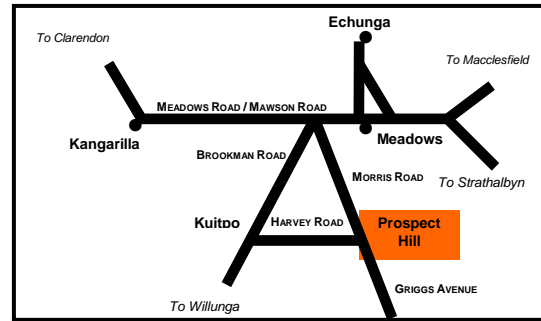 Echunga
To Clarendon
To Macclesfield
MEADOWS ROAD / MAWSON ROAD
Kangarilla
Meadows
BROOKMAN ROAD
MORRIS ROAD
To Strathalbyn
Kuitpo
HARVEY ROAD
Prospect
Hill
GRIGGS AVENUE
To Willunga